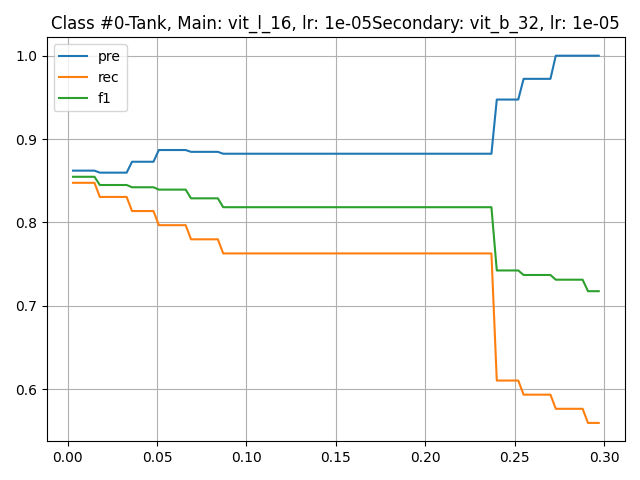 Class #0-Tank, Main: vit_l_16, lr: 1e-05Secondary: vit_b_32, lr: 1e-05
pre
rec
f1
1.0
0.9
0.8
0.7
0.6
0.00 0.05 0.10 0.15 0.20 0.25 0.30